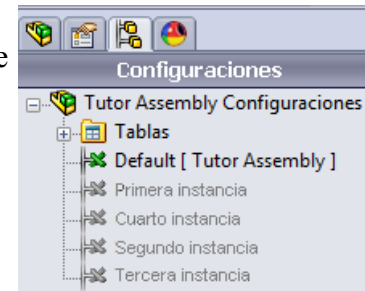 e
Configuraciones
Tutor Assembly Configuraciones
Tablas
Default [ Tutor Assembly ]
Primera instancia
Cuarto instancia
Segundo instancia
Tercera instancia